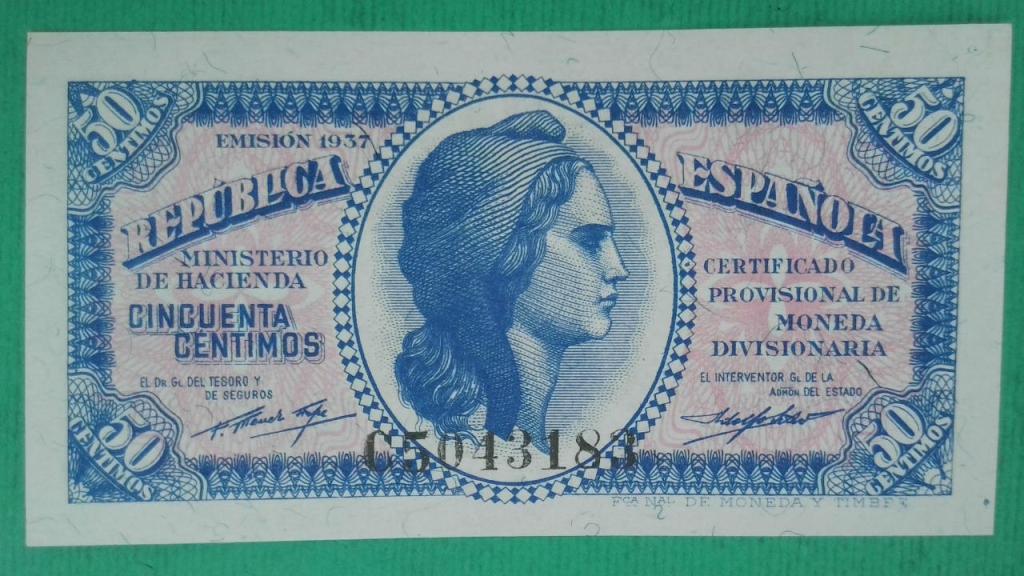 50 CENTIMOS
50 CENTIMOS
EMISIÓN 1937
REPÚBLICA ESPAÑOLA
MINISTERIO
DE HACIENDA
CINCUENTA
CENTIMOS
EL DR. GL. DEL TESORO Y
DE SEGUROS
CERTIFICADO
PROVISIONAL DE
MONEDA
DIVISIONARIA
EL INTERVENTOR GL. DE LA
ADMÓN DEL ESTADO
C5043183
50 CENTIMOS
50 CENTIMOS
FCA NAL DE MONEDA Y TIMBRE